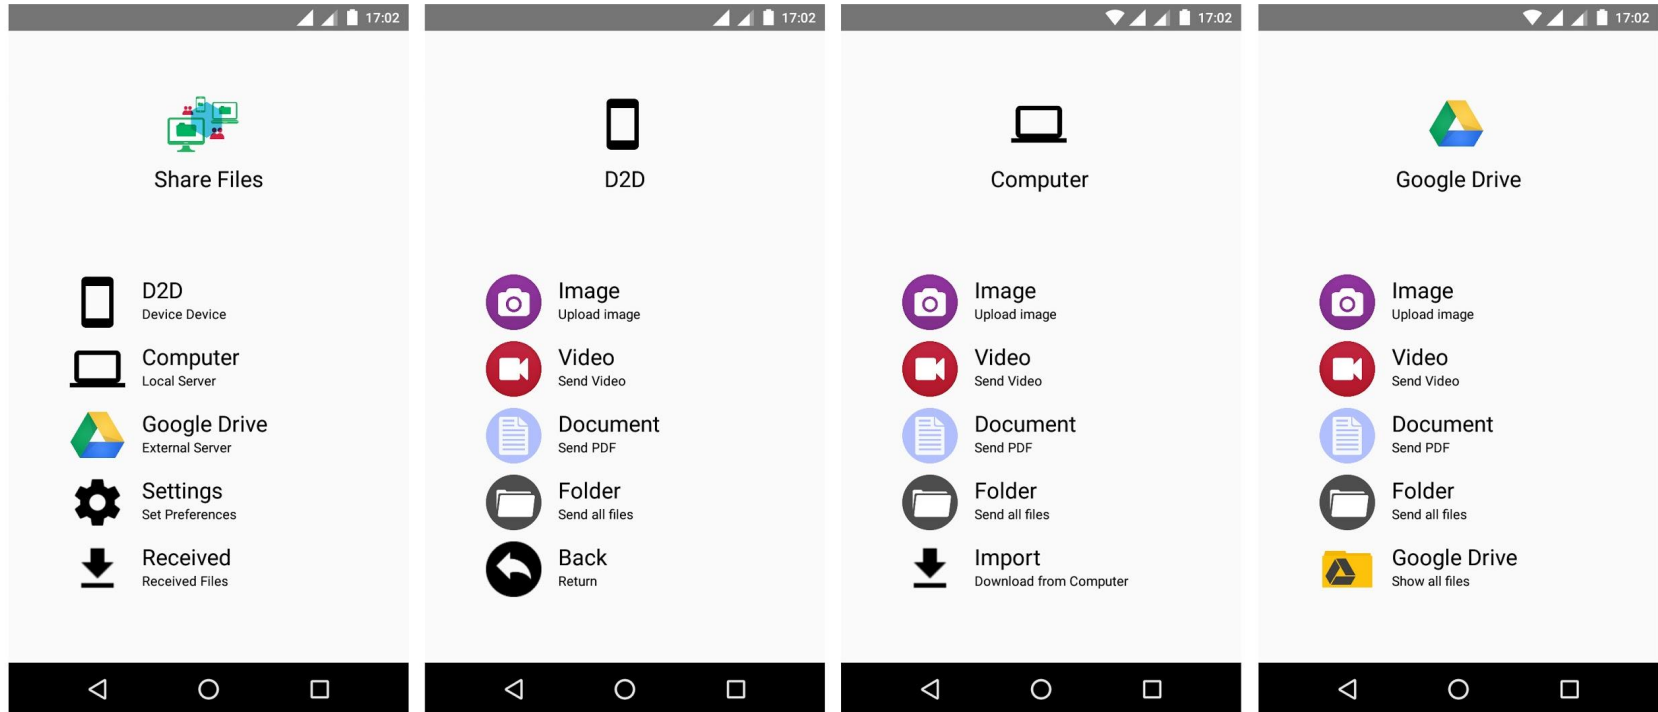 17:02
Share Files
D2D
Device Device
Computer
Local Server
Google Drive
External Server
Settings
Set Preferences
Received
Received Files
17:02
D2D
Image
Upload image
Video
Send Video
Document
Send PDF
Folder
Send all files
Back
Return
17:02
Computer
Image
Upload image
Video
Send Video
Document
Send PDF
Folder
Send all files
Import
Download from Computer
17:02
Google Drive
Image
Upload image
Video
Send Video
Document
Send PDF
Folder
Send all files
Google Drive
Show all files